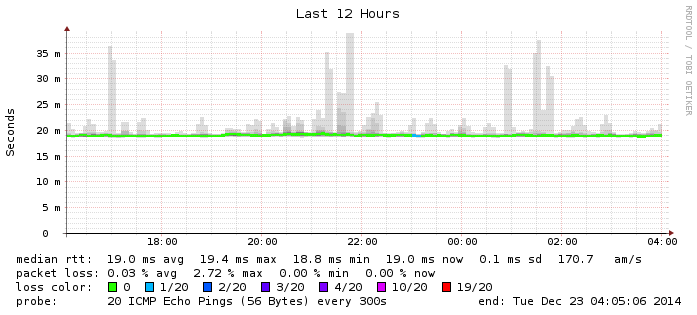 Last 12 Hours
RRDTOOL / TOBI OETIKER
Seconds
35 m
30 m
25 m
20 m
15 m
10 m
5 m
0
18:00 20:00 22:00 00:00 02:00 04:00
median rtt: 19.0 ms avg 19.4 ms max 18.8 ms min 19.0 ms now 0.1 ms sd 170.7 am/s
packet loss: 0.03 % avg 2.72 % max 0.00 % min 0.00 % now
loss color: 0 1/20 2/20 3/20 4/20 10/20 19/20
probe: 20 ICMP Echo Pings (56 Bytes) every 300s end: Tue Dec 23 04:05:06 2014